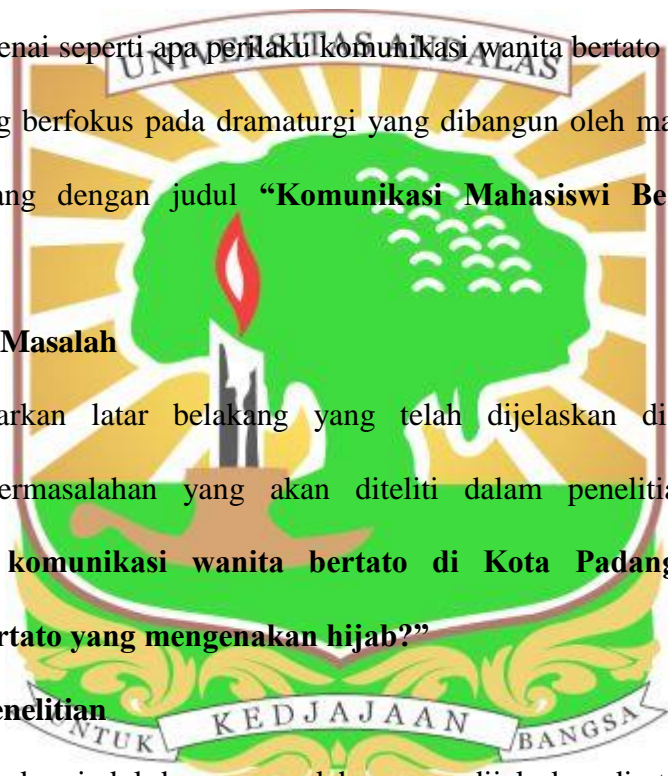 enai seperti apa perilaku komunikasi wanita bertato
UNIVERSITAS ANDALAS
g berfokus pada dramaturgi yang dibangun oleh ma
ang dengan judul “Komunikasi Mahasiswi Be
Masalah
arkan latar belakang yang telah dijelaskan di
ermasalahan yang akan diteliti dalam penelitia
komunikasi wanita bertato di Kota Padang
rtato yang mengenakan hijab?”
enelitian
UNTUK KEDJAJAAN BANGSA